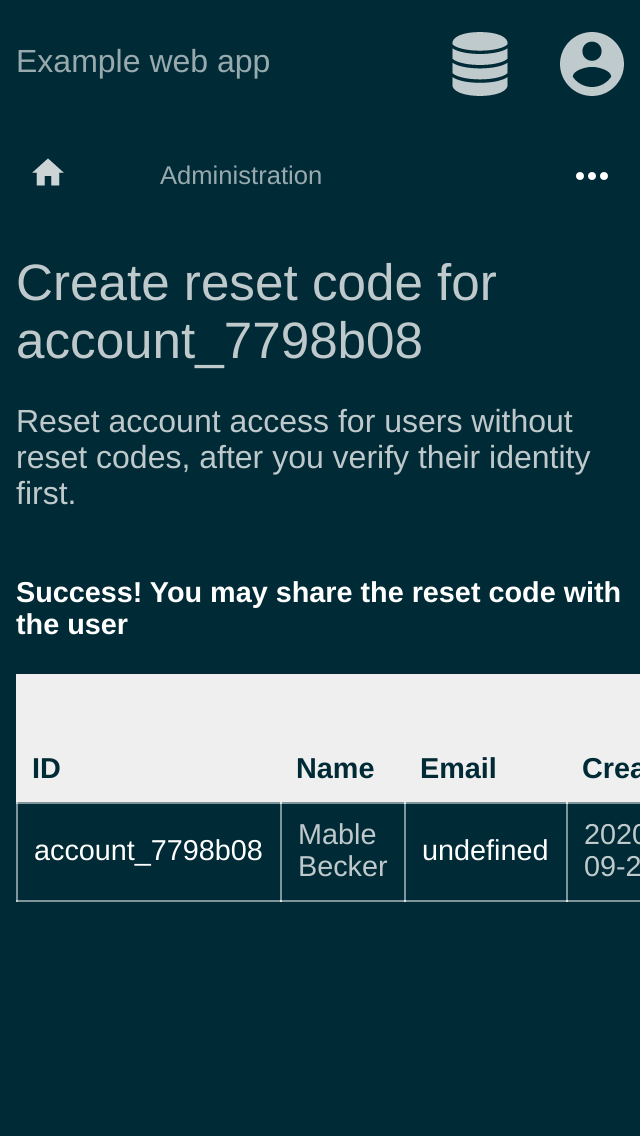 Example web app
Administration
Create reset code for
account_7798b08
Reset account access for users without
reset codes, after you verify their identity
first.
Success! You may share the reset code with
the user
ID Name Email Crea
account_7798b08 Mable Becker undefined 2020 09-2